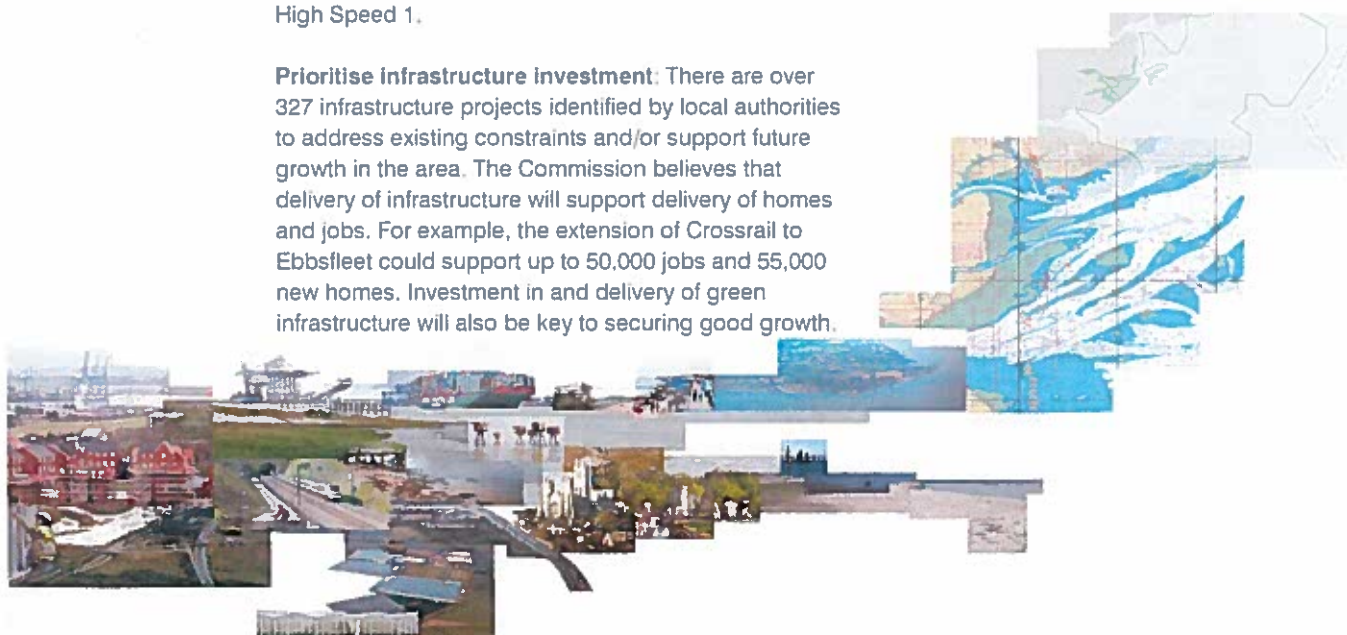 High Speed 1.
Prioritise infrastructure investment: There are over
327 infrastructure projects identified by local authorities
to address existing constraints and/or support future
growth in the area. The Commission believes that
delivery of infrastructure will support delivery of homes
and jobs. For example, the extension of Crossrail to
Ebbsfleet could support up to 50,000 jobs and 55,000
new homes. Investment in and delivery of green
infrastructure will also be key to securing good growth.